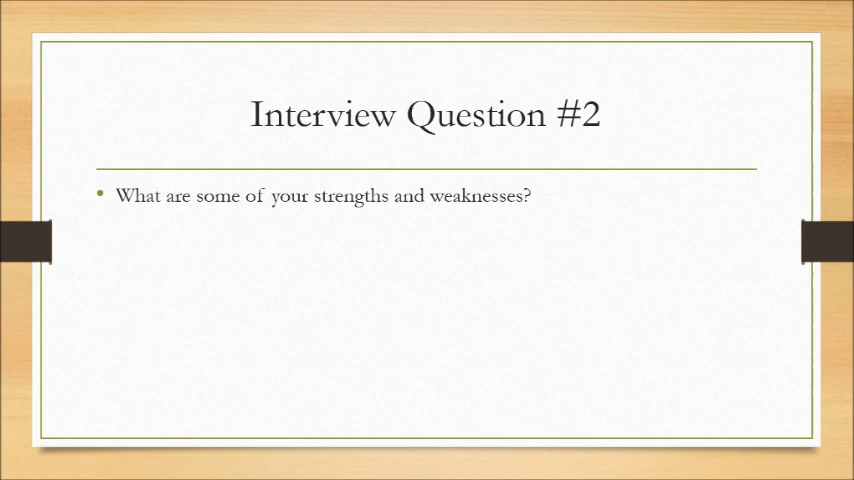 Interview Question #2
• What are some of your strengths and weaknesses?